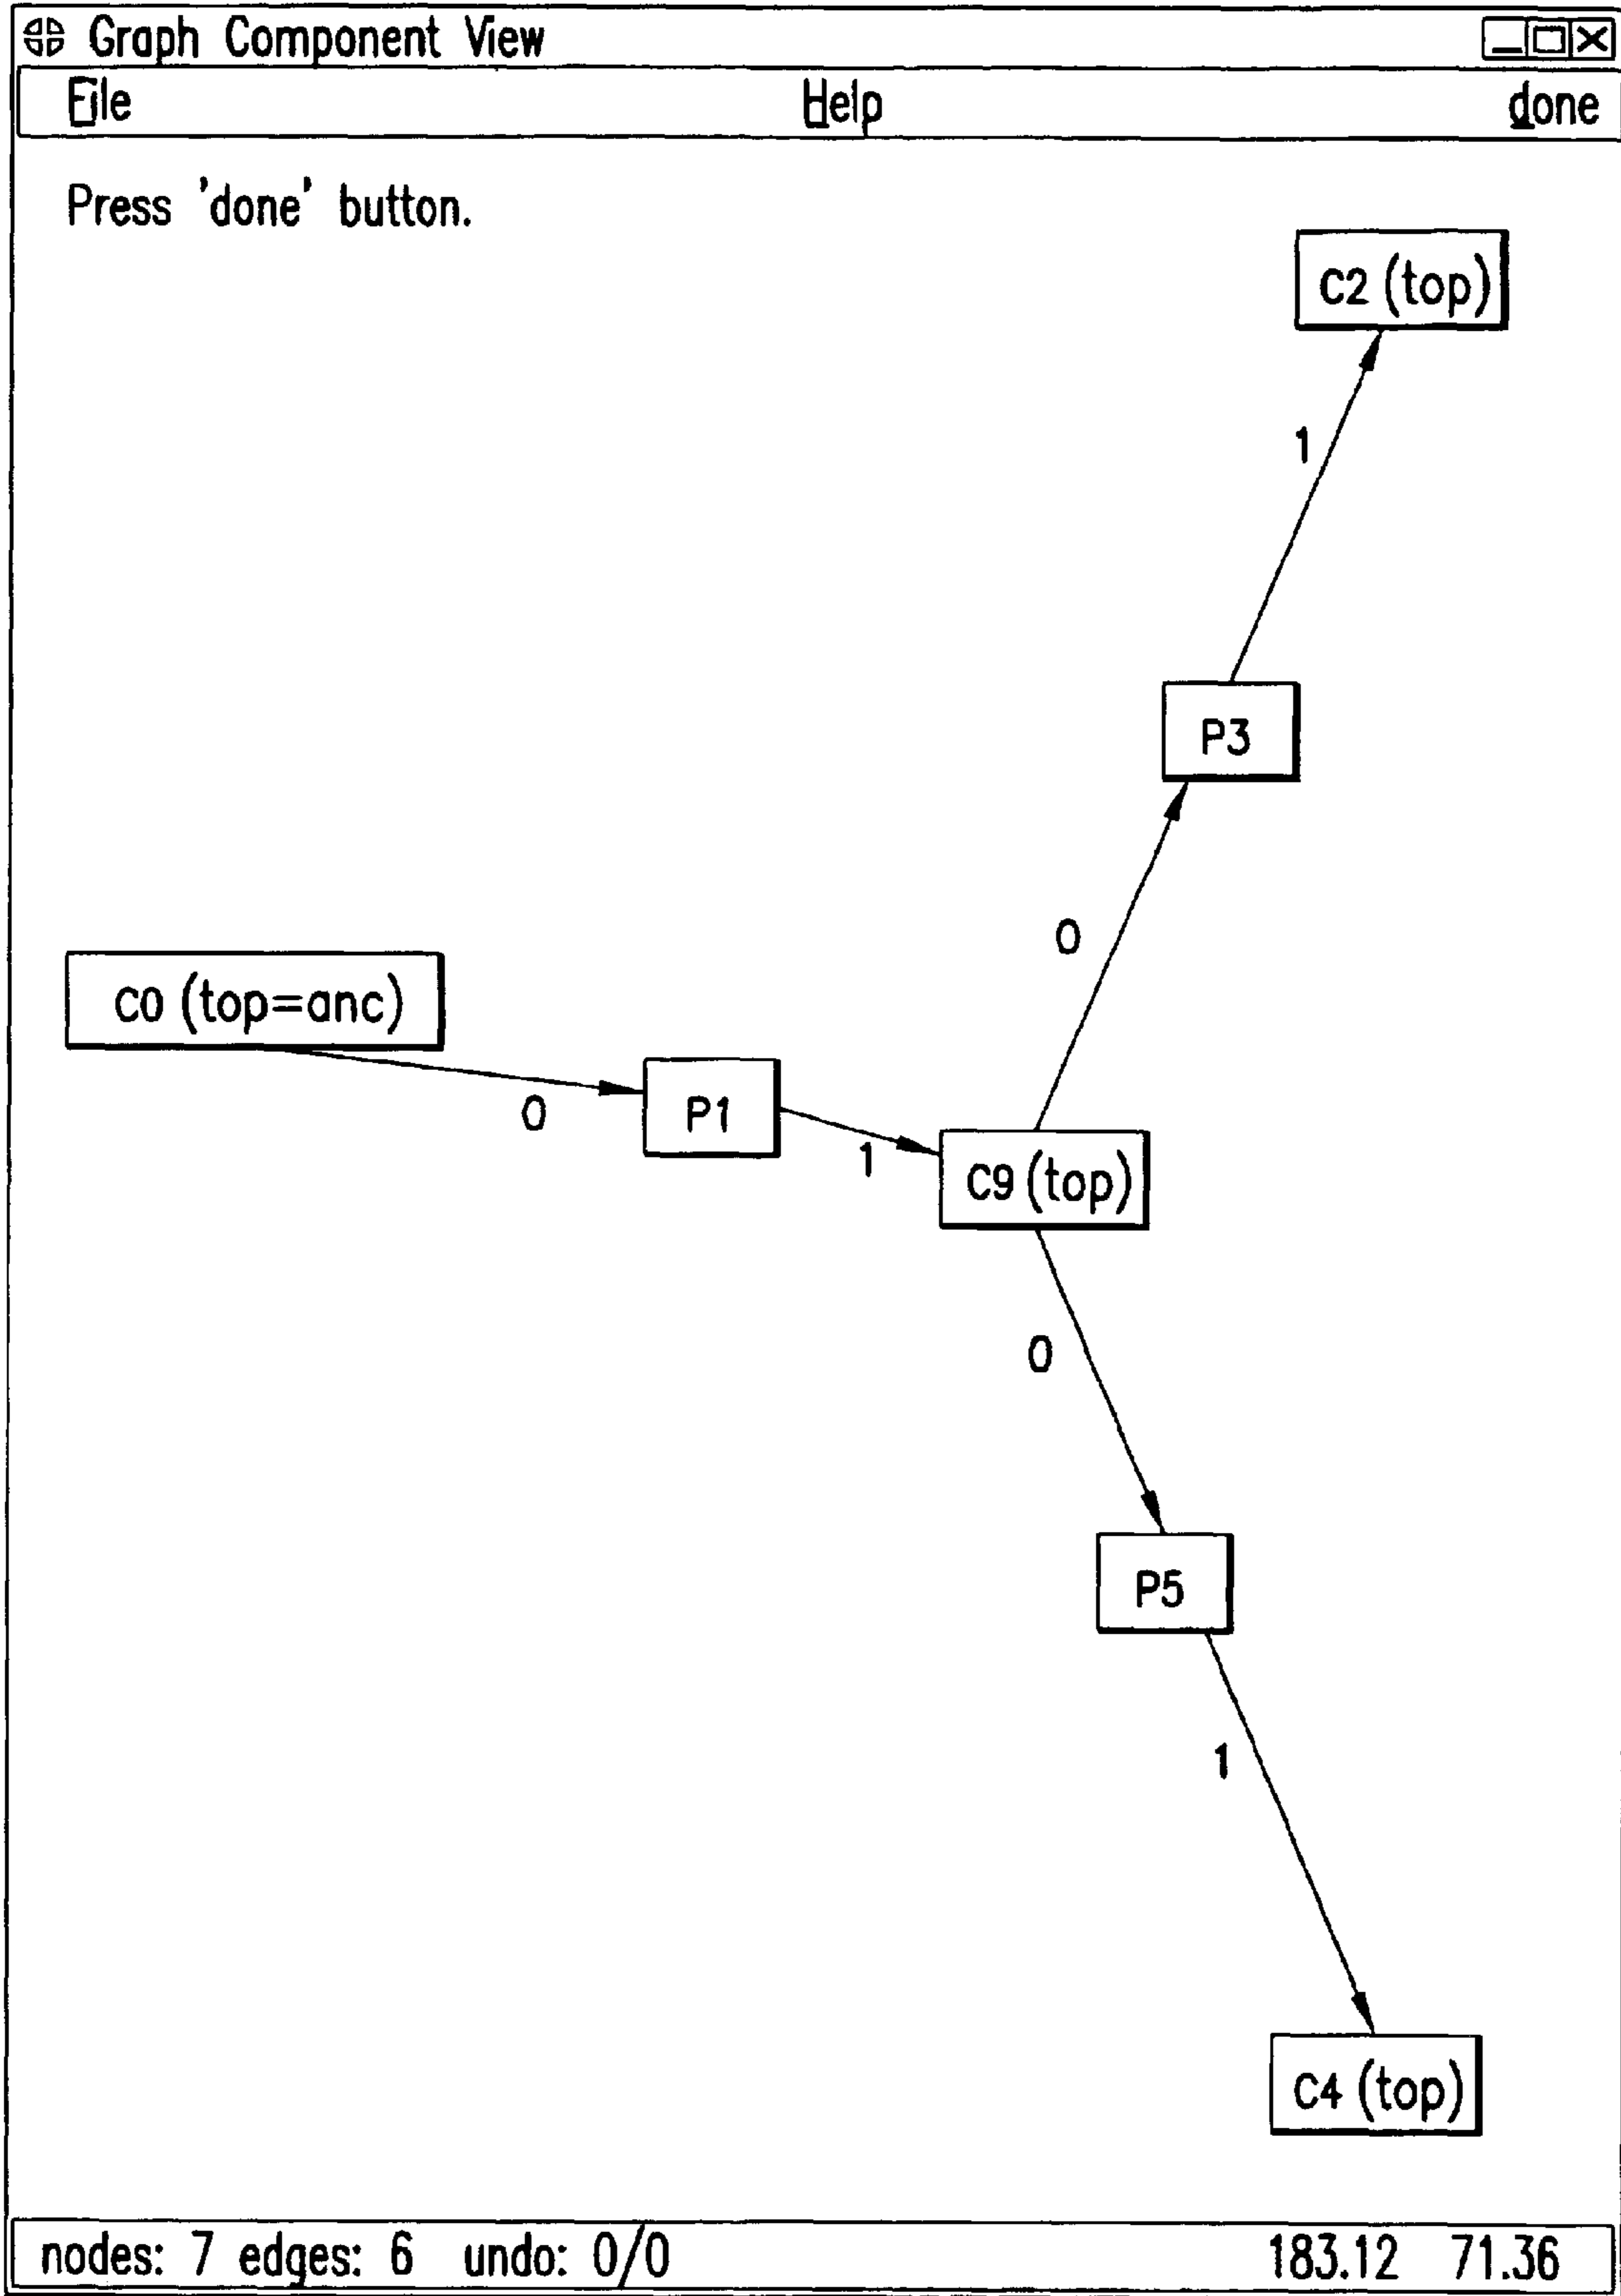 Graph Component View
File Help done
Press 'done' button.
C2 (top)
1
P3
0
C0 (top=anc)
0
P1
1
C9 (top)
0
P5
1
C4 (top)
nodes: 7 edges: 6 undo: 0/0 183.12 71.36